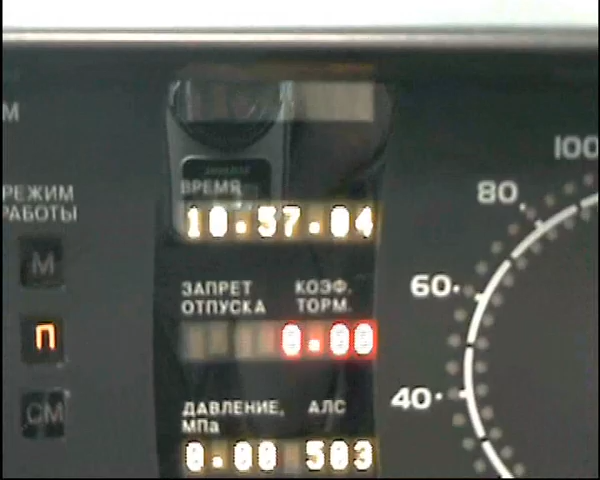 М
100
80
РЕЖИМ
РАБОТЫ
ВРЕМЯ
10.57.04
М
ЗАПРЕТ
ОТПУСКА
КОЭФ.
ТОРМ.
60
П
0.00
40
СМ
ДАВЛЕНИЕ,
МПа
АЛС
0.00 503